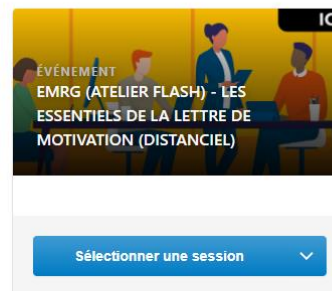 ÉVÉNEMENT
EMRG (ATELIER FLASH) - LES
ESSENTIELS DE LA LETTRE DE
MOTIVATION (DISTANCIEL)
Sélectionner une session